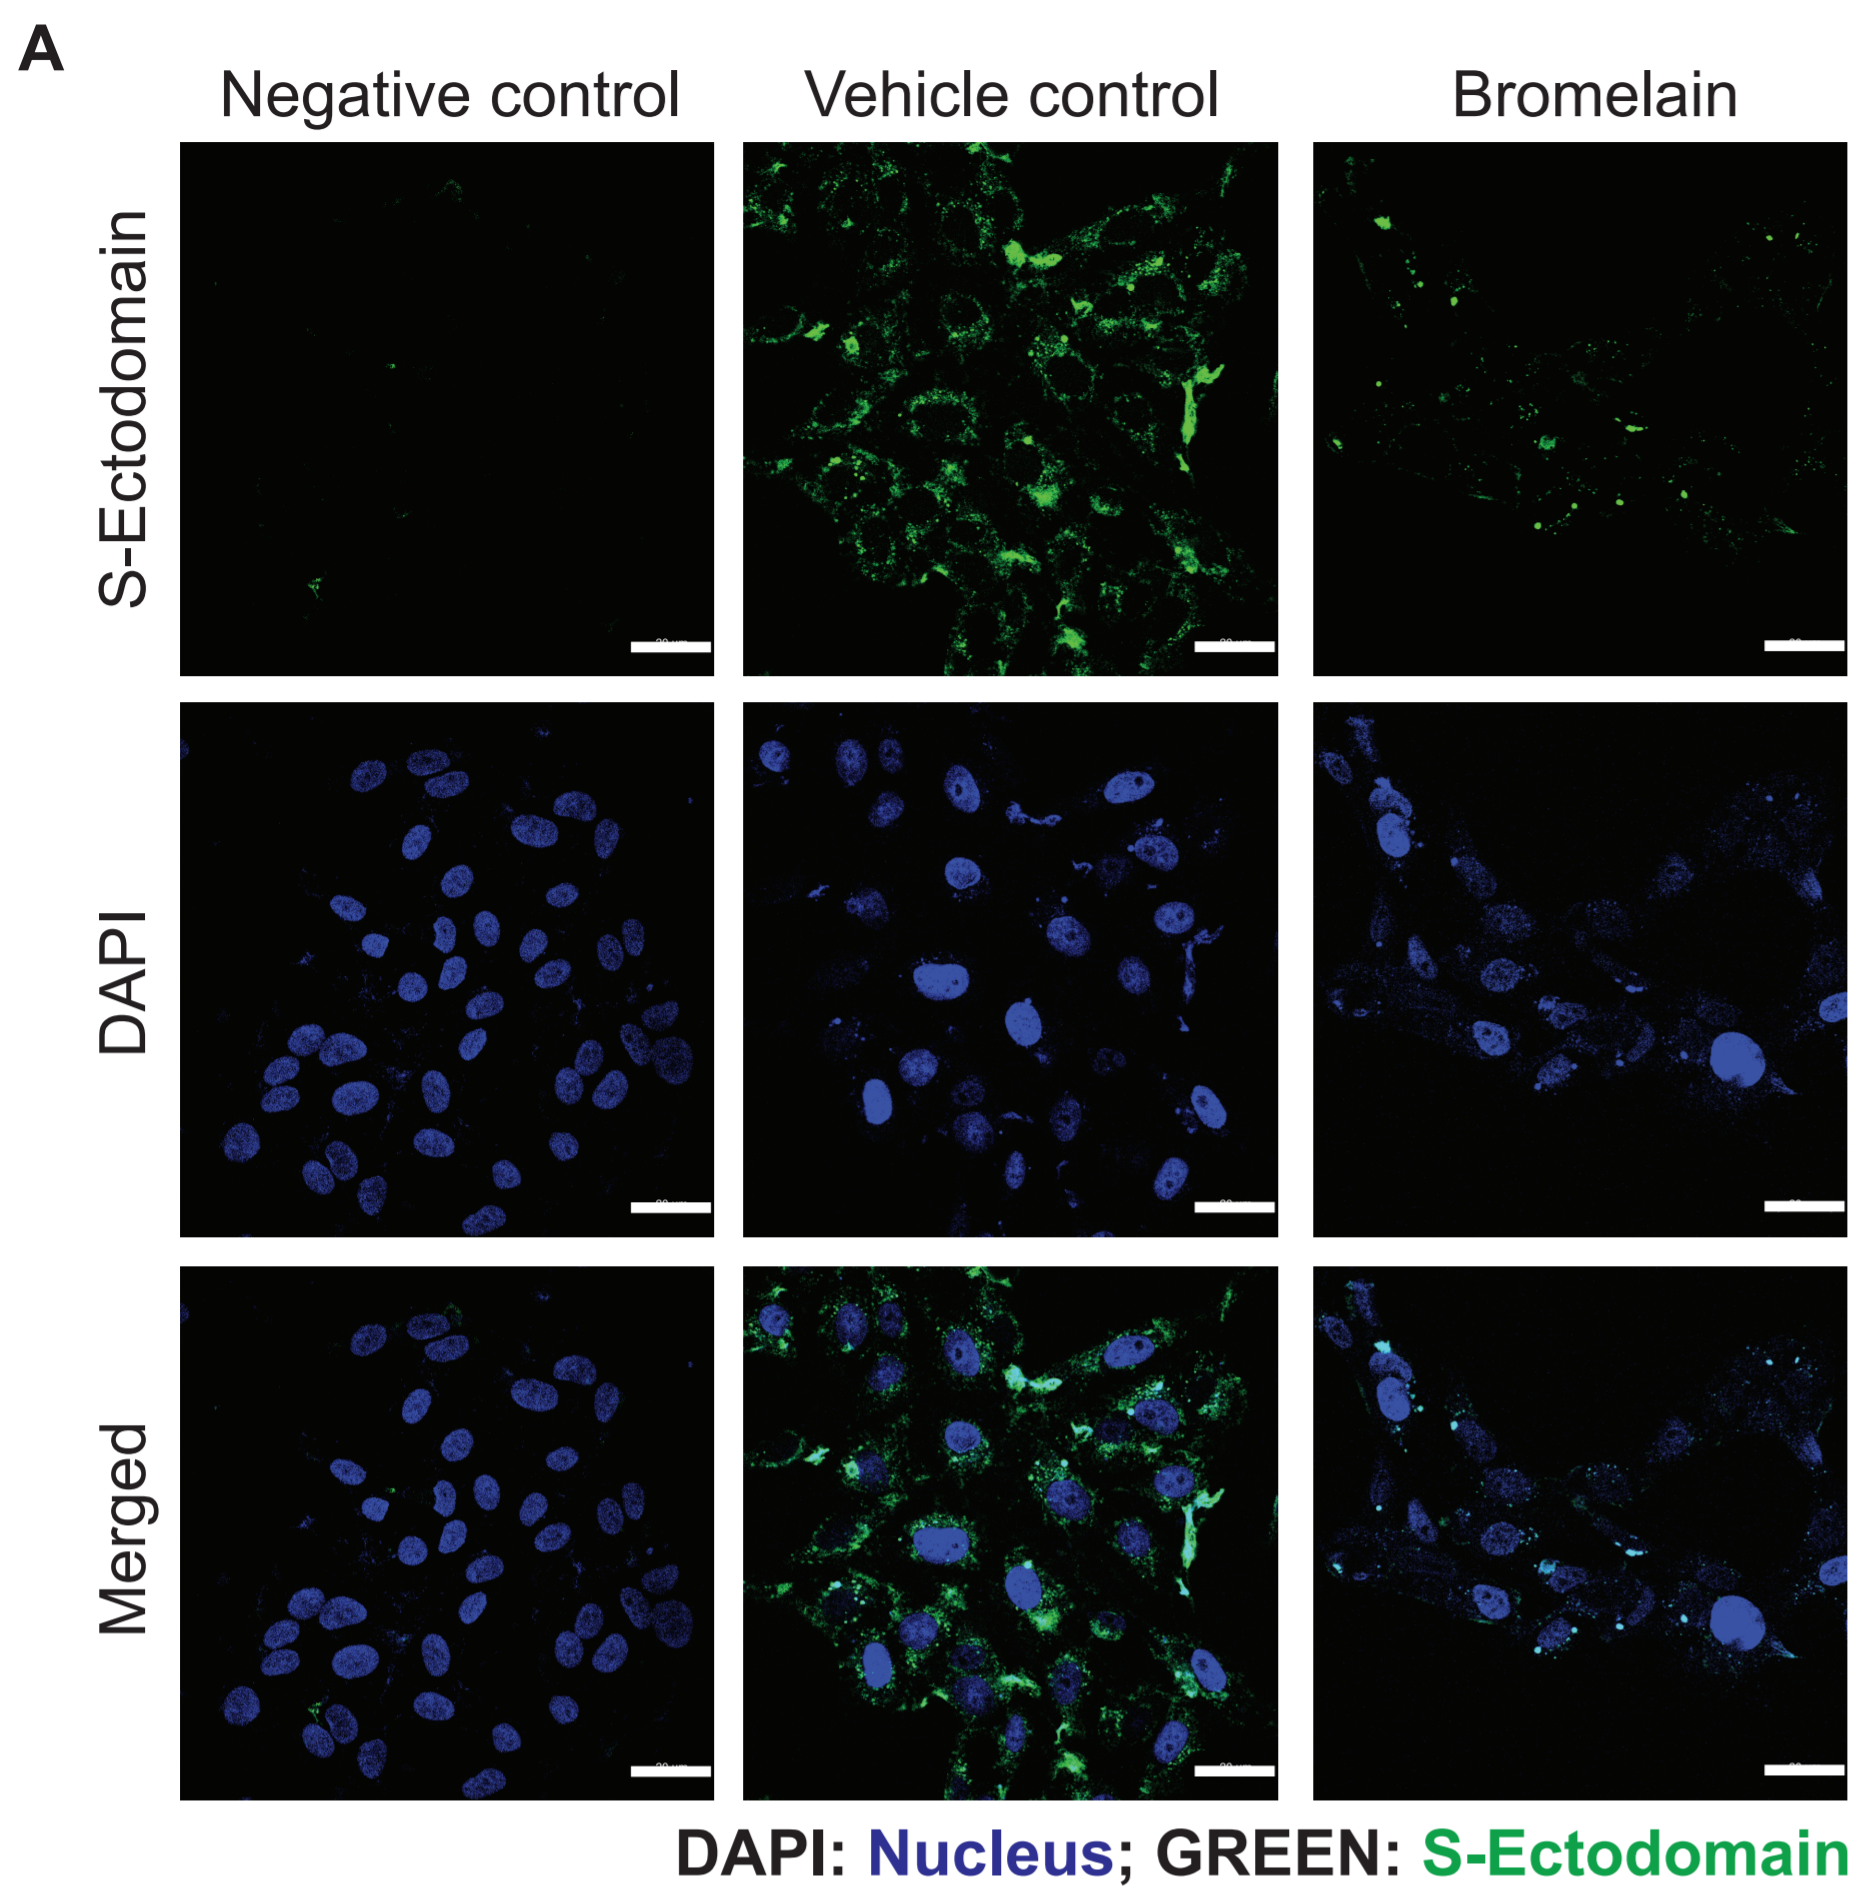 A
Negative control Vehicle control Bromelain
S-Ectodomain
DAPI
Merged
DAPI: Nucleus; GREEN: S-Ectodomain